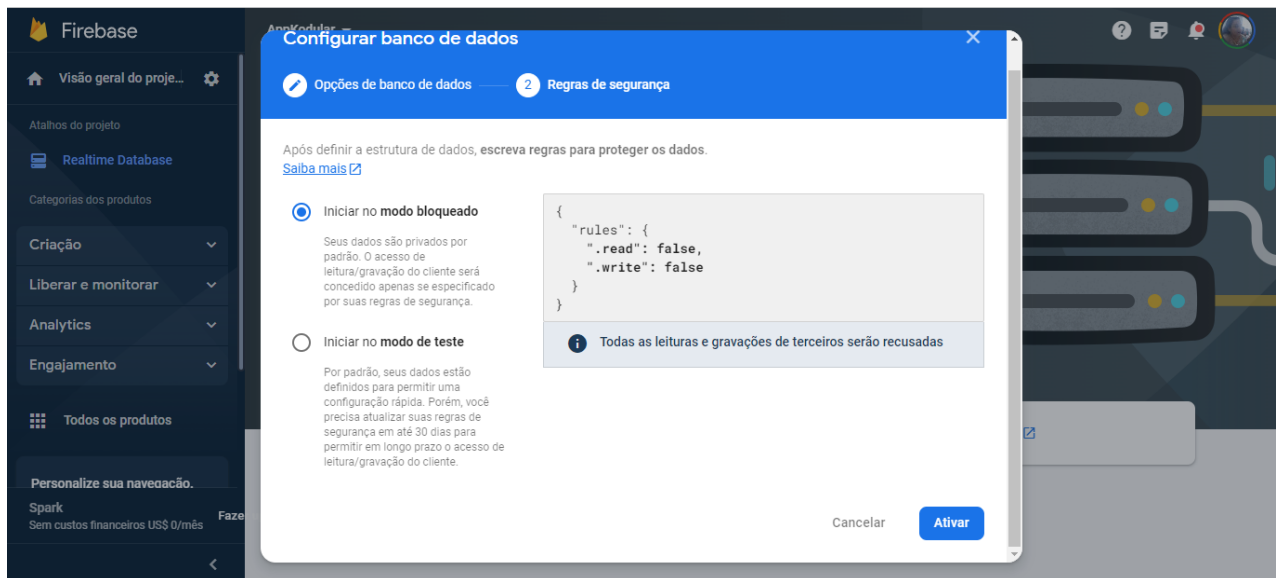 Firebase
AppKodular
Visão geral do proje...
Atalhos do projeto
Realtime Database
Categorias dos produtos
Criação
Liberar e monitorar
Analytics
Engajamento
Todos os produtos
Personalize sua navegação.
Spark
Sem custos financeiros US$ 0/mês
Faze
Configurar banco de dados
Opções de banco de dados
2 Regras de segurança
Após definir a estrutura de dados, escreva regras para proteger os dados.
Saiba mais
Iniciar no modo bloqueado
Seus dados são privados por
padrão. O acesso de
leitura/gravação do cliente será
concedido apenas se especificado
por suas regras de segurança.
Iniciar no modo de teste
Por padrão, seus dados estão
definidos para permitir uma
configuração rápida. Porém, você
precisa atualizar suas regras de
segurança em até 30 dias para
permitir em longo prazo o acesso de
leitura/gravação do cliente.
{
"rules": {
".read": false,
".write": false
}
}
Todas as leituras e gravações de terceiros serão recusadas
Cancelar
Ativar